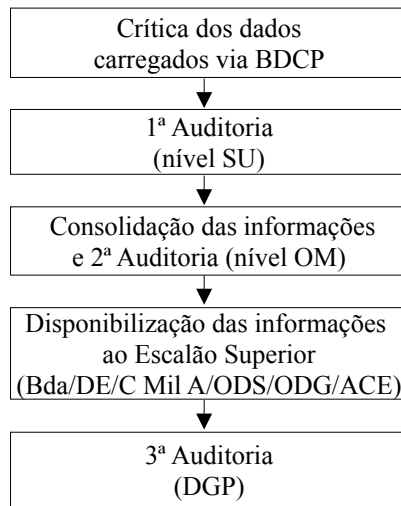 Crítica dos dados
carregados via BDCP
1ª Auditoria
(nível SU)
Consolidação das informações
e 2ª Auditoria (nível OM)
Disponibilização das informações
ao Escalão Superior
(Bda/DE/C Mil A/ODS/ODG/ACE)
3ª Auditoria
(DGP)